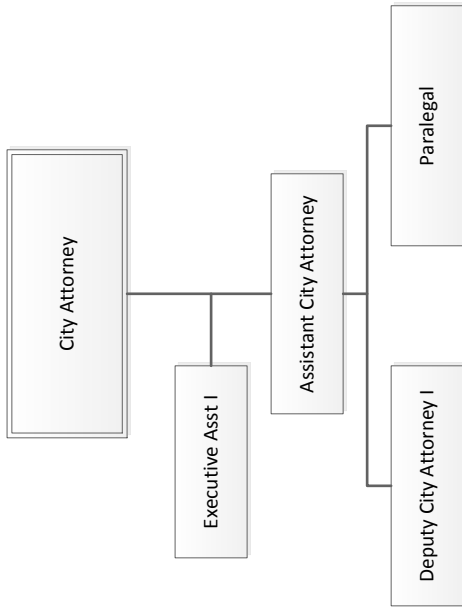 City Attorney
Executive Asst I
Assistant City Attorney
Deputy City Attorney I
Paralegal